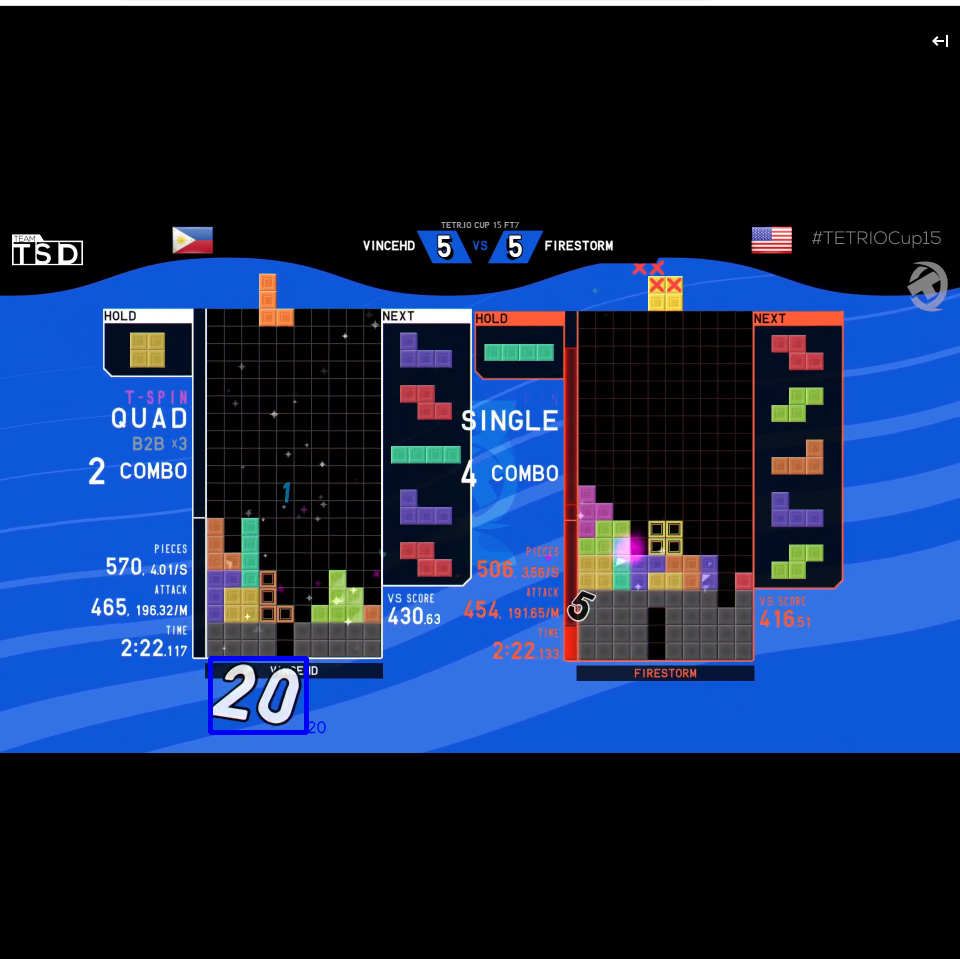 TETR.IO CUP 15 FT7
TEAM
TSD
VINCEHD 5 VS 5 FIRESTORM
#TETRIOCup15
HOLD
NEXT
HOLD
NEXT
T-SPIN
QUAD
B2B x3
2 COMBO
SINGLE
4 COMBO
1
PIECES
570, 4.01/S
ATTACK
465, 196.32/M
TIME
2:22.117
VS SCORE
430.63
PIECES
506, 3.56/S
ATTACK
454, 191.65/M
TIME
2:22.133
VS SCORE
416.51
5
VINCEHD
FIRESTORM
20
20